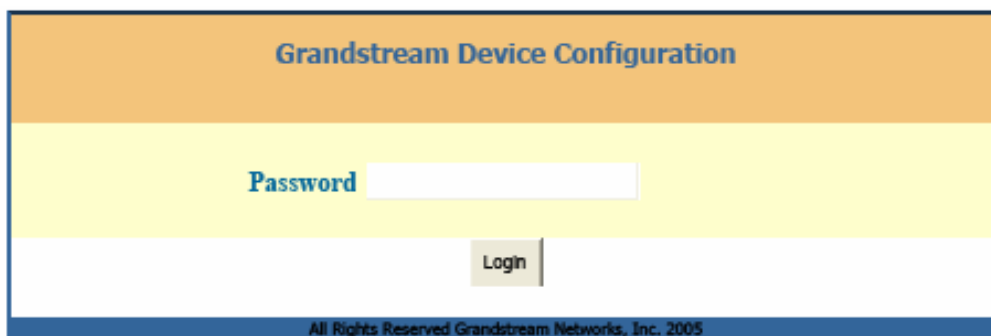 Grandstream Device Configuration
Password
Login
All Rights Reserved Grandstream Networks, Inc. 2005